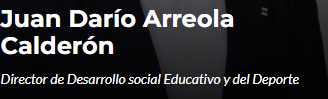 Juan Darío Arreola
Calderón
Director de Desarrollo social Educativo y del Deporte